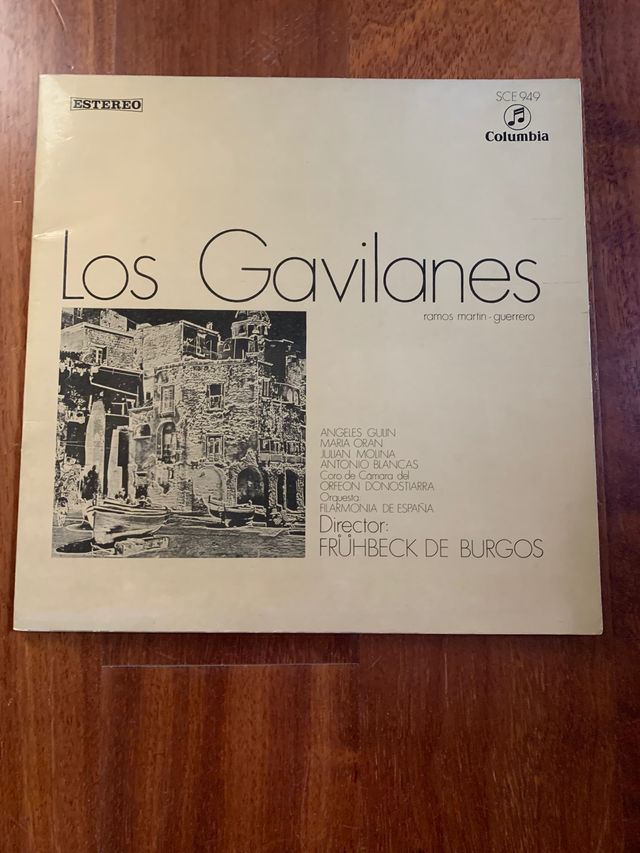 ESTEREO
SCE 949
Columbia
Los Gavilanes
ramos martin-guerrero
ANGELES GULIN
MARIA ORAN
JULIAN MOLINA
ANTONIO BLANCAS
Coro de Cámara del
ORFEON DONOSTIARRA
Orquesta:
FILARMONIA DE ESPAÑA
Director:
FRÜHBECK DE BURGOS